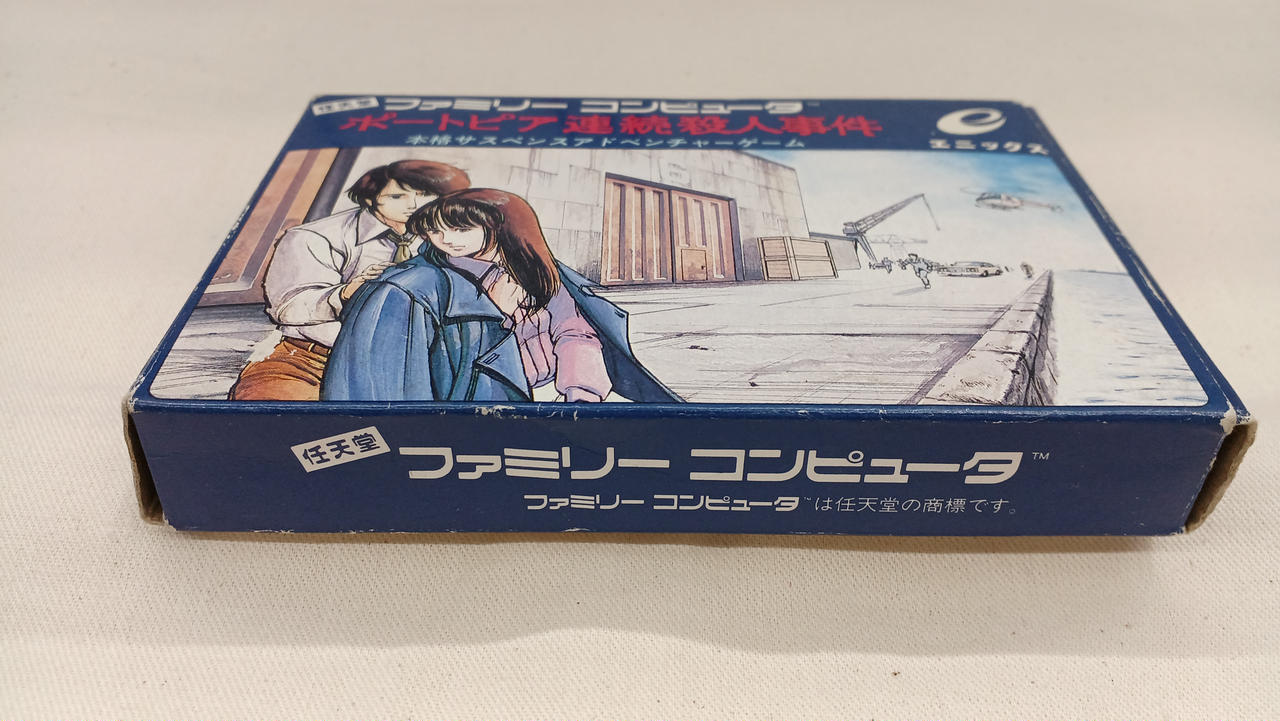 任天堂 ファミリー コンピュータ™
ポートピア連続殺人事件
本格サスペンスアドベンチャーゲーム
エニックス
任天堂 ファミリー コンピュータ™
ファミリー コンピュータ™は任天堂の商標です。